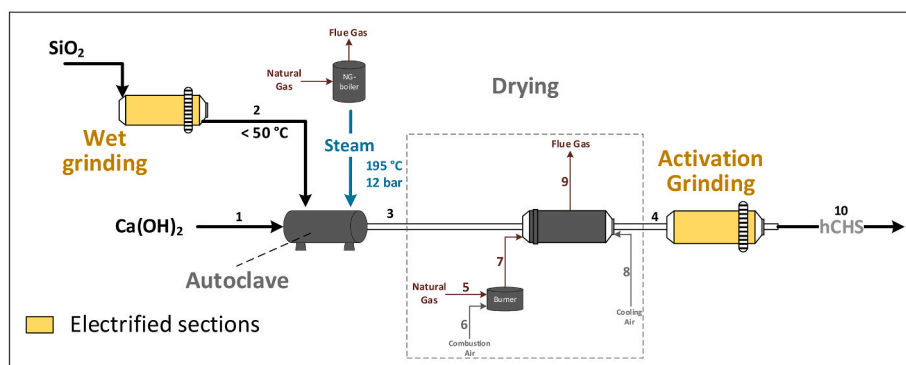 SiO₂
Flue Gas
Natural
Gas
NG-
boiler
Drying
2
< 50 °C
Wet
grinding
Steam
195 °C
12 bar
Flue Gas
9
Activation
Grinding
Ca(OH)₂
1
3
4
10
hCHS
Autoclave
7
8
Natural
Gas
5
Burner
6
Combustion
Air
Cooling
Air
Electrified sections